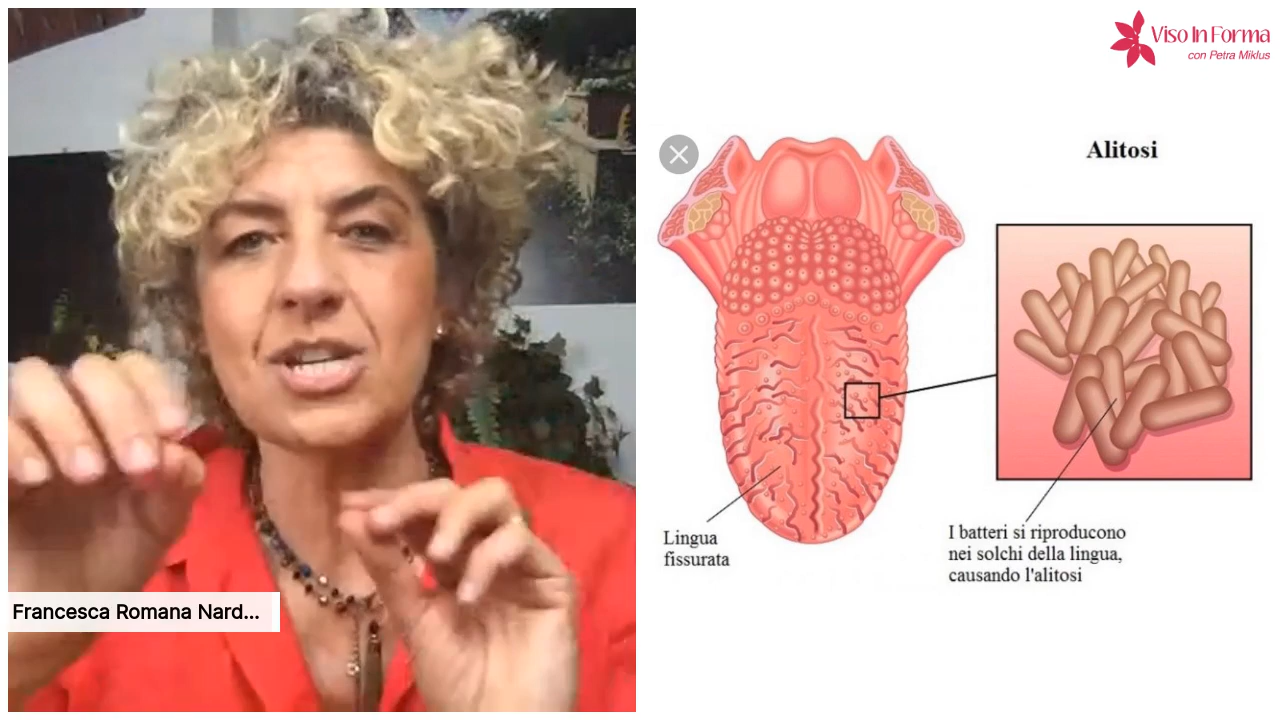 Viso In Forma
con Petra Miklus
Alitosi
Lingua
fissurata
I batteri si riproducono
nei solchi della lingua,
causando l'alitosi
Francesca Romana Nard...